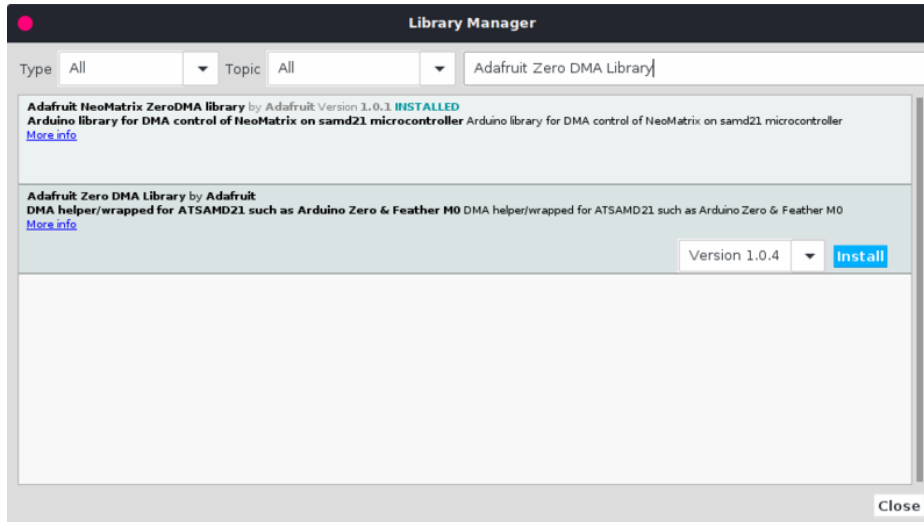 Library Manager
Type All Topic All Adafruit Zero DMA Library
Adafruit NeoMatrix ZeroDMA library by Adafruit Version 1.0.1 INSTALLED
Arduino library for DMA control of NeoMatrix on samd21 microcontroller Arduino library for DMA control of NeoMatrix on samd21 microcontroller
More info
Adafruit Zero DMA Library by Adafruit
DMA helper/wrapped for ATSAMD21 such as Arduino Zero & Feather M0 DMA helper/wrapped for ATSAMD21 such as Arduino Zero & Feather M0
More info
Version 1.0.4 Install
Close